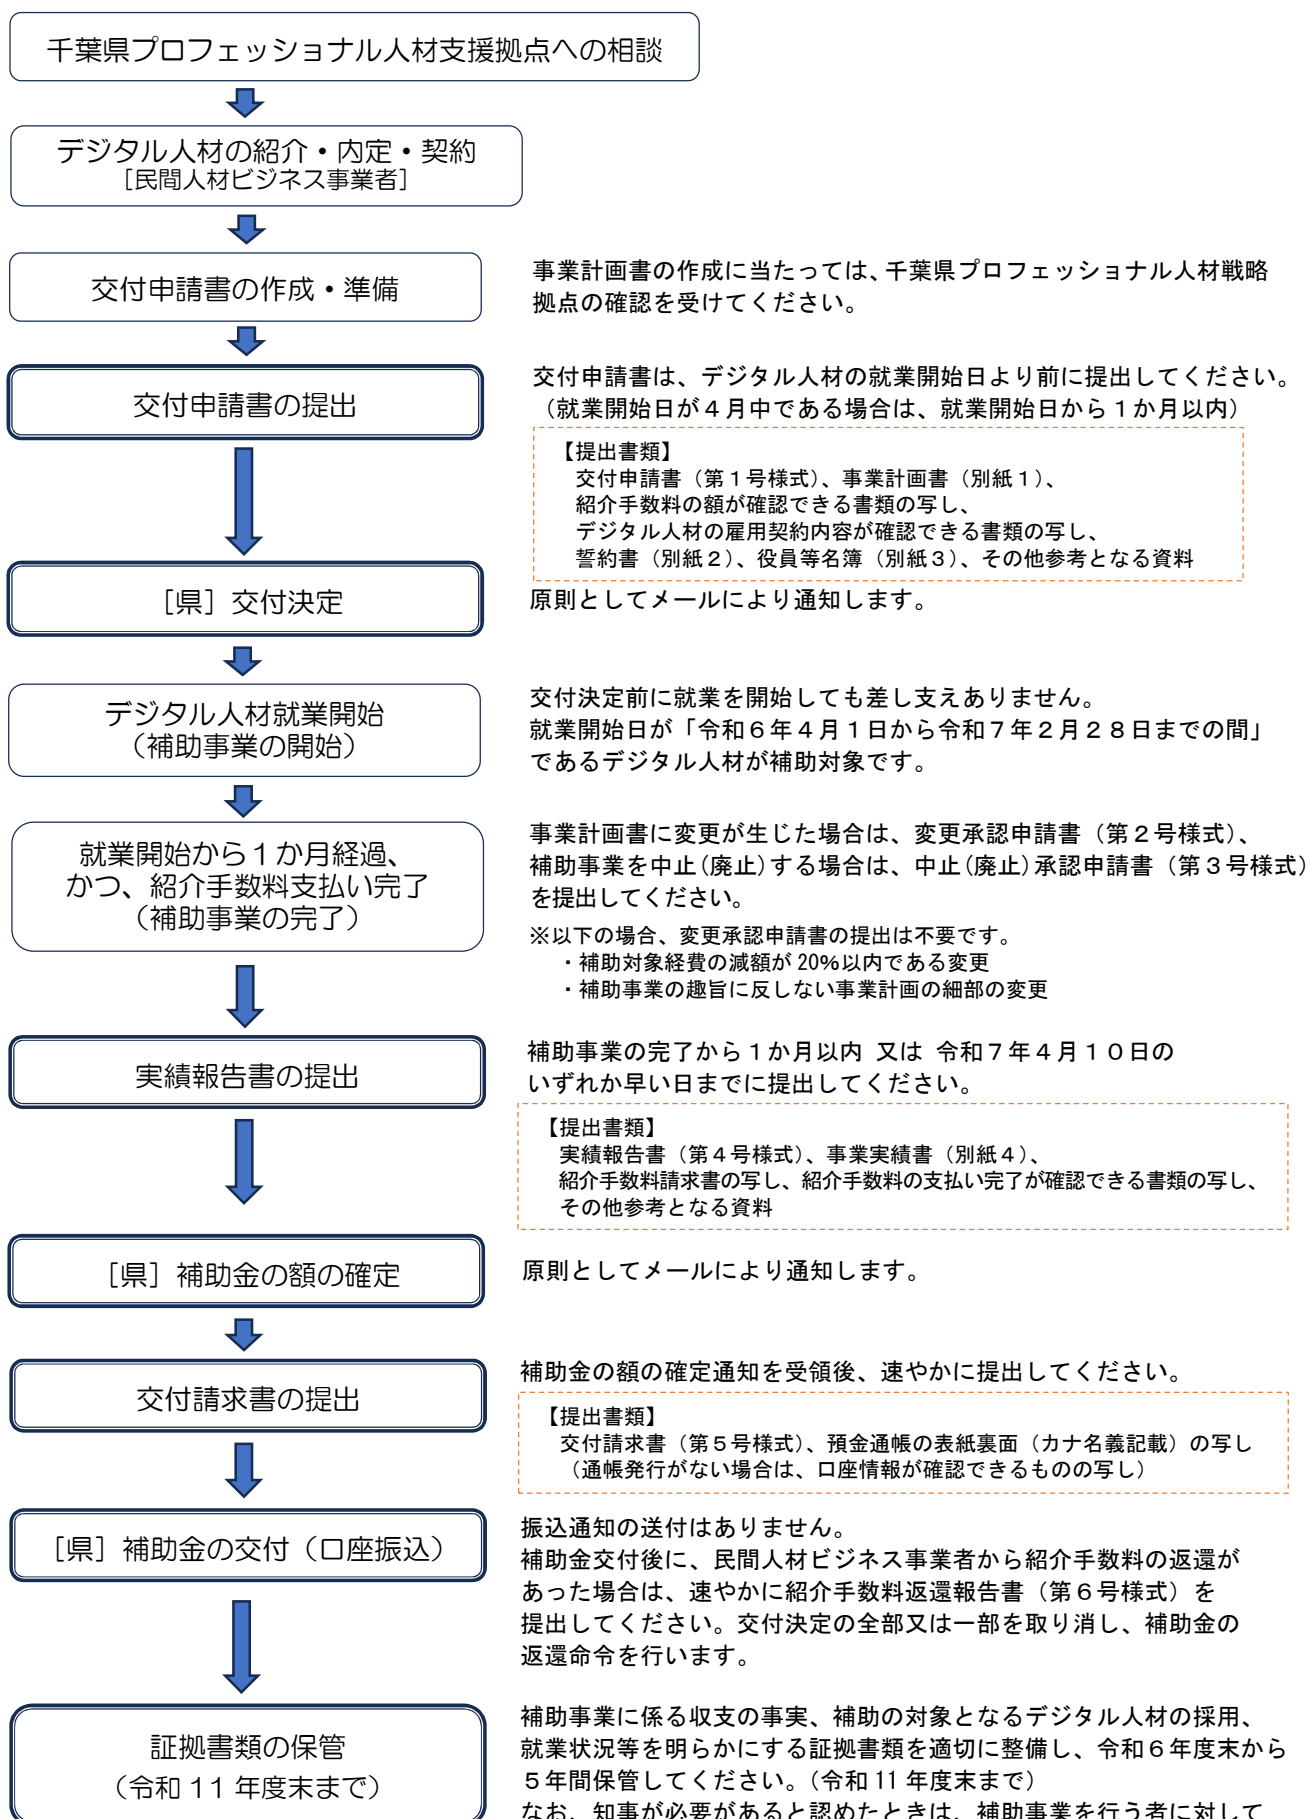 千葉県プロフェッショナル人材支援拠点への相談
デジタル人材の紹介・内定・契約
［民間人材ビジネス事業者］
交付申請書の作成・準備
事業計画書の作成に当たっては、千葉県プロフェッショナル人材戦略
拠点の確認を受けてください。
交付申請書の提出
交付申請書は、デジタル人材の就業開始日より前に提出してください。
（就業開始日が４月中である場合は、就業開始日から１か月以内）
【提出書類】
交付申請書（第１号様式）、事業計画書（別紙１）、
紹介手数料の額が確認できる書類の写し、
デジタル人材の雇用契約内容が確認できる書類の写し、
誓約書（別紙２）、役員等名簿（別紙３）、その他参考となる資料
［県］交付決定
原則としてメールにより通知します。
デジタル人材就業開始
（補助事業の開始）
交付決定前に就業を開始しても差し支えありません。
就業開始日が「令和６年４月１日から令和７年２月２８日までの間」
であるデジタル人材が補助対象です。
就業開始から１か月経過、
かつ、紹介手数料支払い完了
（補助事業の完了）
事業計画書に変更が生じた場合は、変更承認申請書（第２号様式）、
補助事業を中止(廃止)する場合は、中止(廃止)承認申請書（第３号様式）
を提出してください。
※以下の場合、変更承認申請書の提出は不要です。
・補助対象経費の減額が 20％以内である変更
・補助事業の趣旨に反しない事業計画の細部の変更
実績報告書の提出
補助事業の完了から１か月以内 又は 令和７年４月１０日の
いずれか早い日までに提出してください。
【提出書類】
実績報告書（第４号様式）、事業実績書（別紙４）、
紹介手数料請求書の写し、紹介手数料の支払い完了が確認できる書類の写し、
その他参考となる資料
［県］補助金の額の確定
原則としてメールにより通知します。
交付請求書の提出
補助金の額の確定通知を受領後、速やかに提出してください。
【提出書類】
交付請求書（第５号様式）、預金通帳の表紙裏面（カナ名義記載）の写し
（通帳発行がない場合は、口座情報が確認できるものの写し）
［県］補助金の交付（口座振込）
振込通知の送付はありません。
補助金交付後に、民間人材ビジネス事業者から紹介手数料の返還が
あった場合は、速やかに紹介手数料返還報告書（第６号様式）を
提出してください。交付決定の全部又は一部を取り消し、補助金の
返還命令を行います。
証拠書類の保管
（令和 11 年度末まで）
補助事業に係る収支の事実、補助の対象となるデジタル人材の採用、
就業状況等を明らかにする証拠書類を適切に整備し、令和６年度末から
５年間保管してください。（令和 11 年度末まで）
なお、知事が必要があると認めたときは、補助事業を行う者に対して